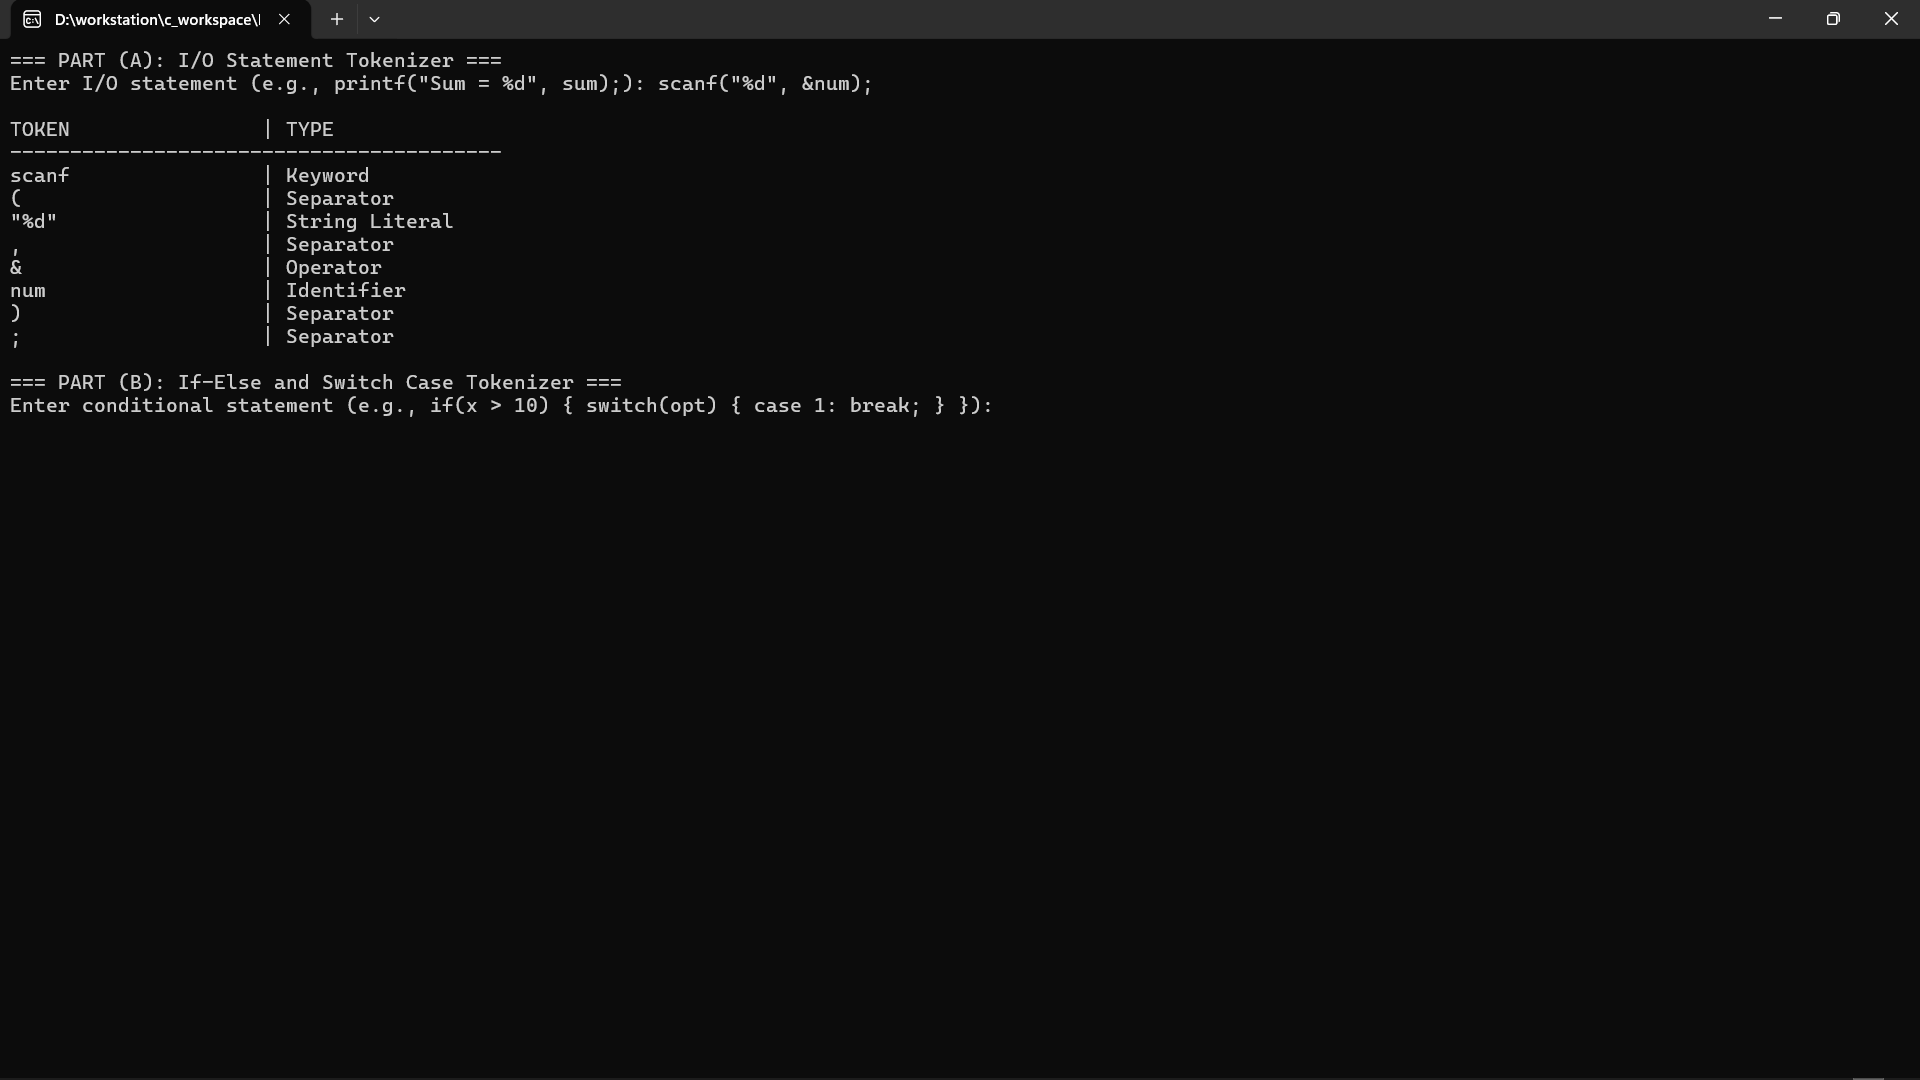 D:\workstation\c_workspace\
=== PART (A): I/O Statement Tokenizer ===
Enter I/O statement (e.g., printf("Sum = %d", sum);): scanf("%d", &num);
TOKEN                | TYPE
-----------------------------------------
scanf                | Keyword
(                    | Separator
"%d"                 | String Literal
,                    | Separator
&                    | Operator
num                  | Identifier
)                    | Separator
;                    | Separator
=== PART (B): If-Else and Switch Case Tokenizer ===
Enter conditional statement (e.g., if(x > 10) { switch(opt) { case 1: break; } }):